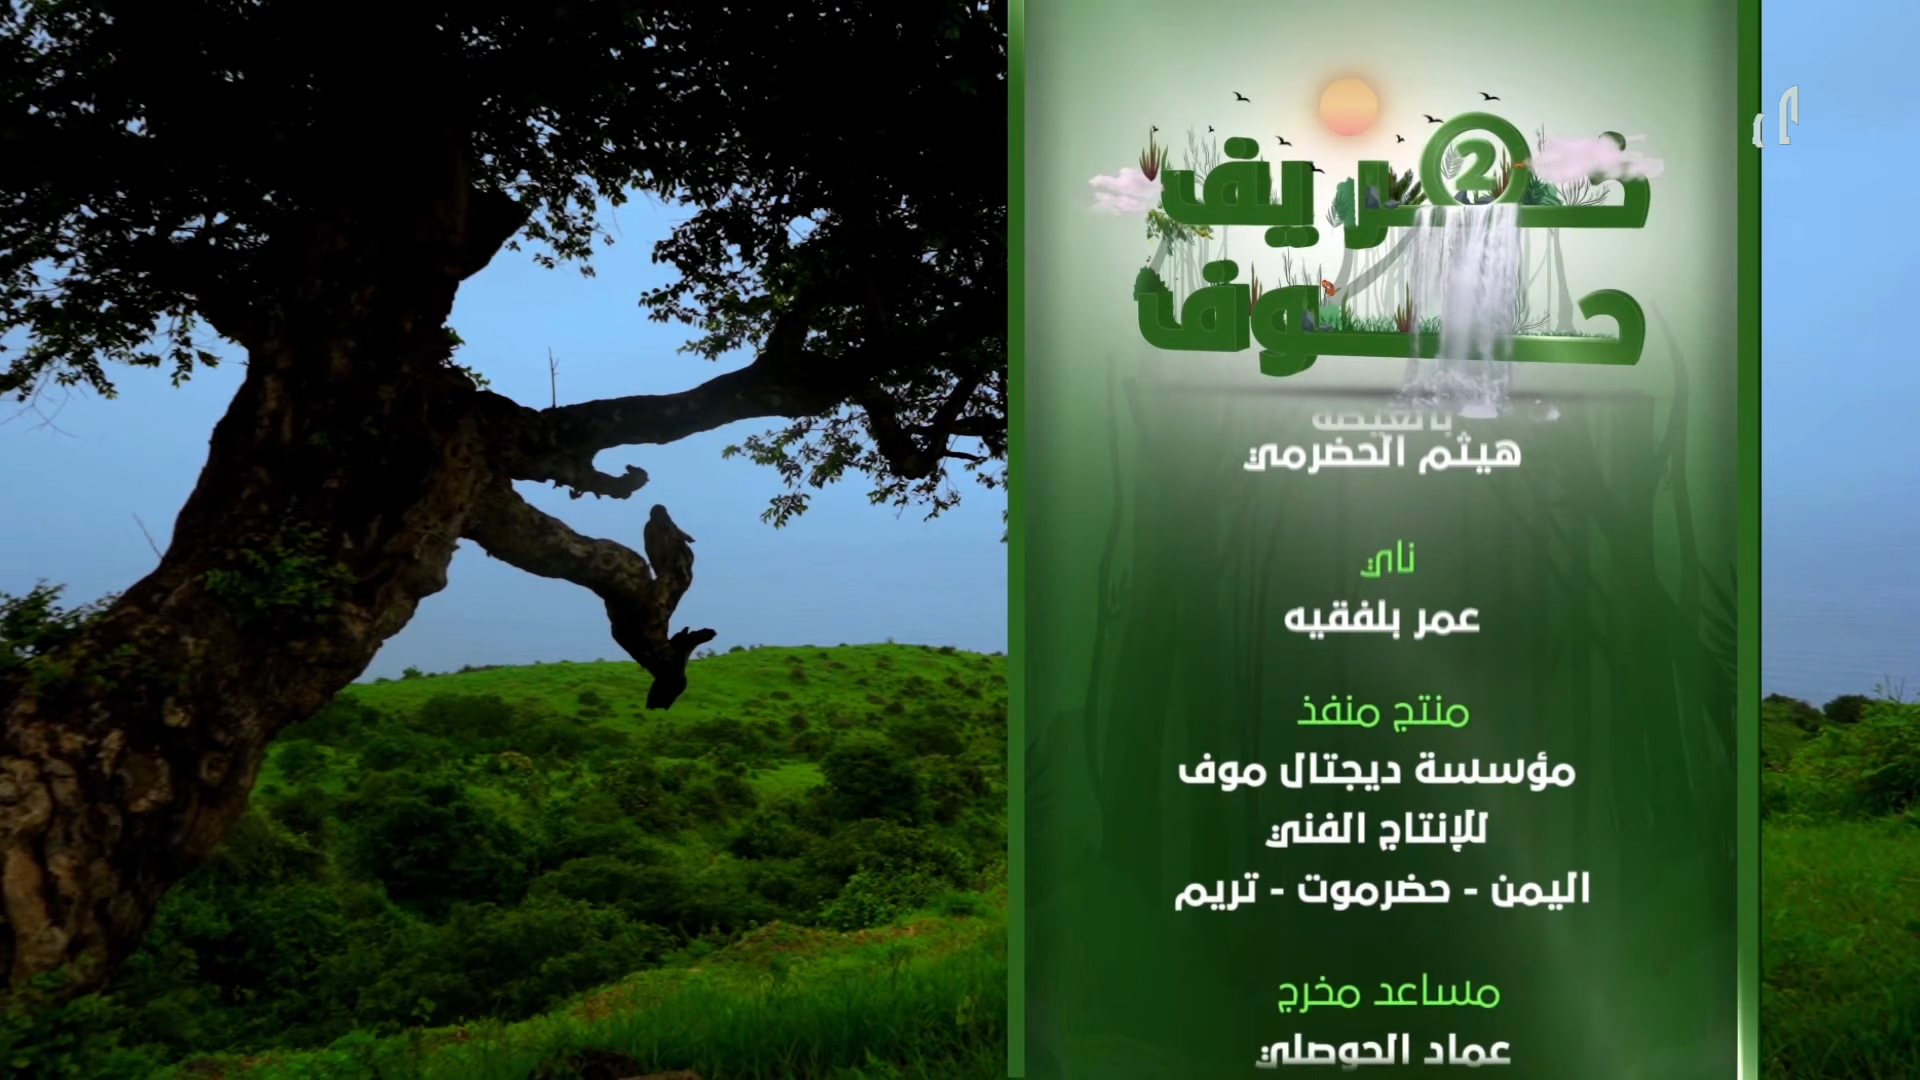 خريف
2
حوف
هيثم الحضرمي
ناي
عمر بلفقيه
منتج منفذ
مؤسسة ديجتال موف
للإنتاج الفني
اليمن - حضرموت - تريم
مساعد مخرج
عماد الحوصلي